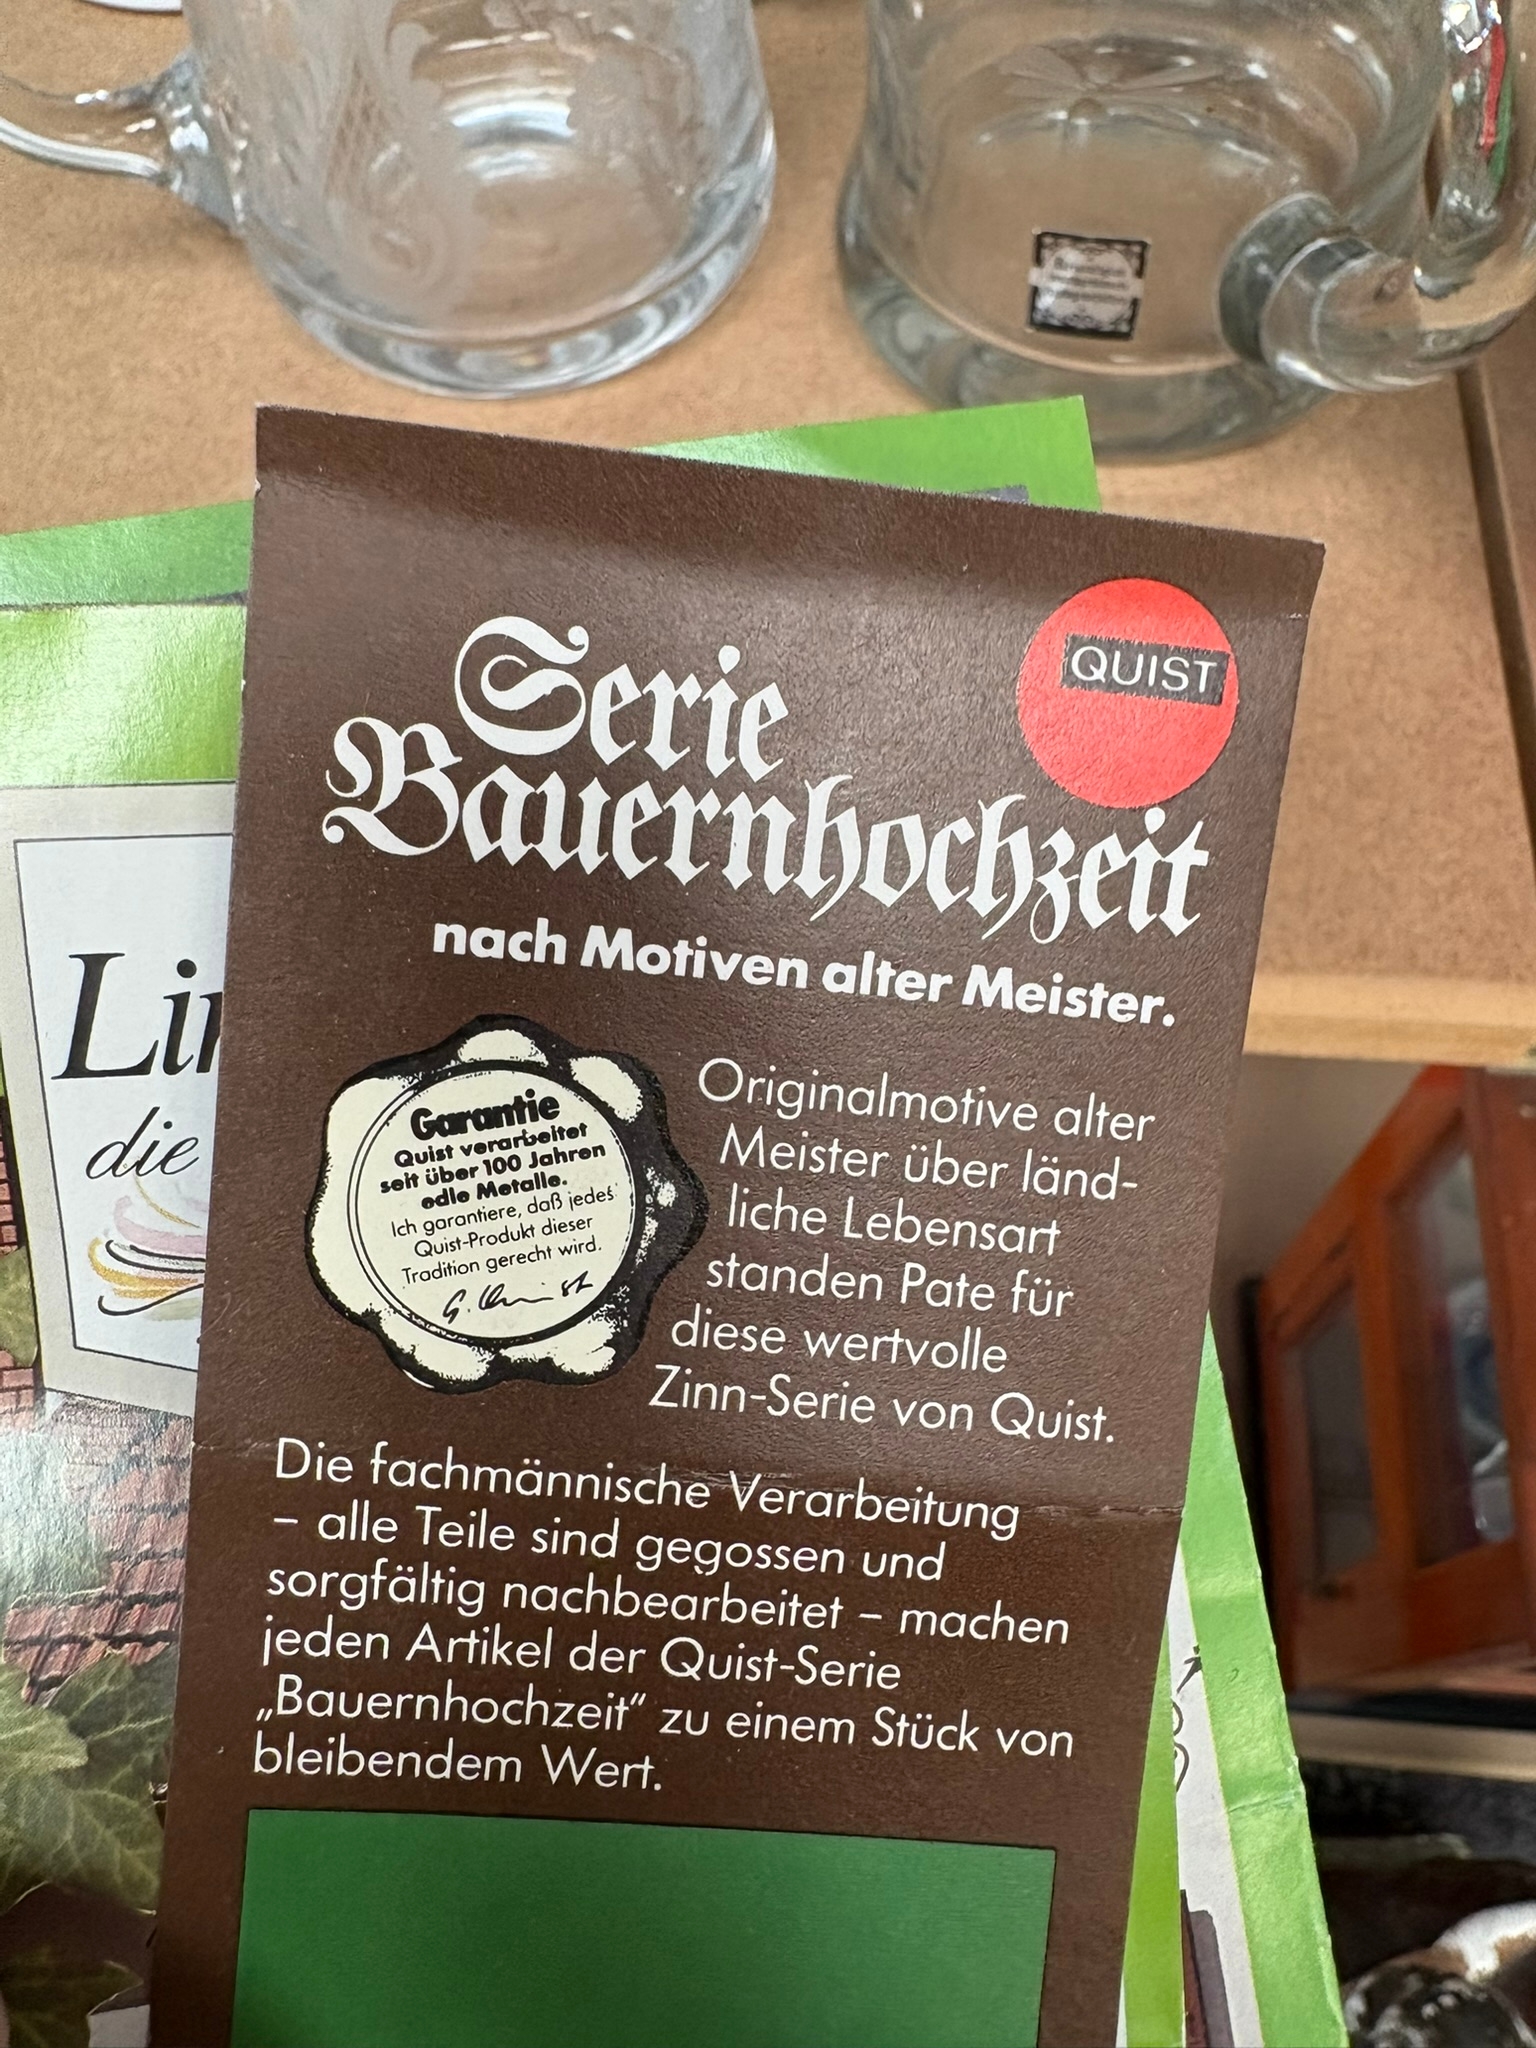 QUIST
Serie
Bauernhochzeit
nach Motiven alter Meister.
Garantie
Quist verarbeitet
seit über 100 Jahren
edle Metalle.
Ich garantiere, daß jedes
Quist-Produkt dieser
Tradition gerecht wird.
Originalmotive alter
Meister über länd-
liche Lebensart
standen Pate für
diese wertvolle
Zinn-Serie von Quist.
Die fachmännische Verarbeitung
– alle Teile sind gegossen und
sorgfältig nachbearbeitet – machen
jeden Artikel der Quist-Serie
„Bauernhochzeit“ zu einem Stück von
bleibendem Wert.
die